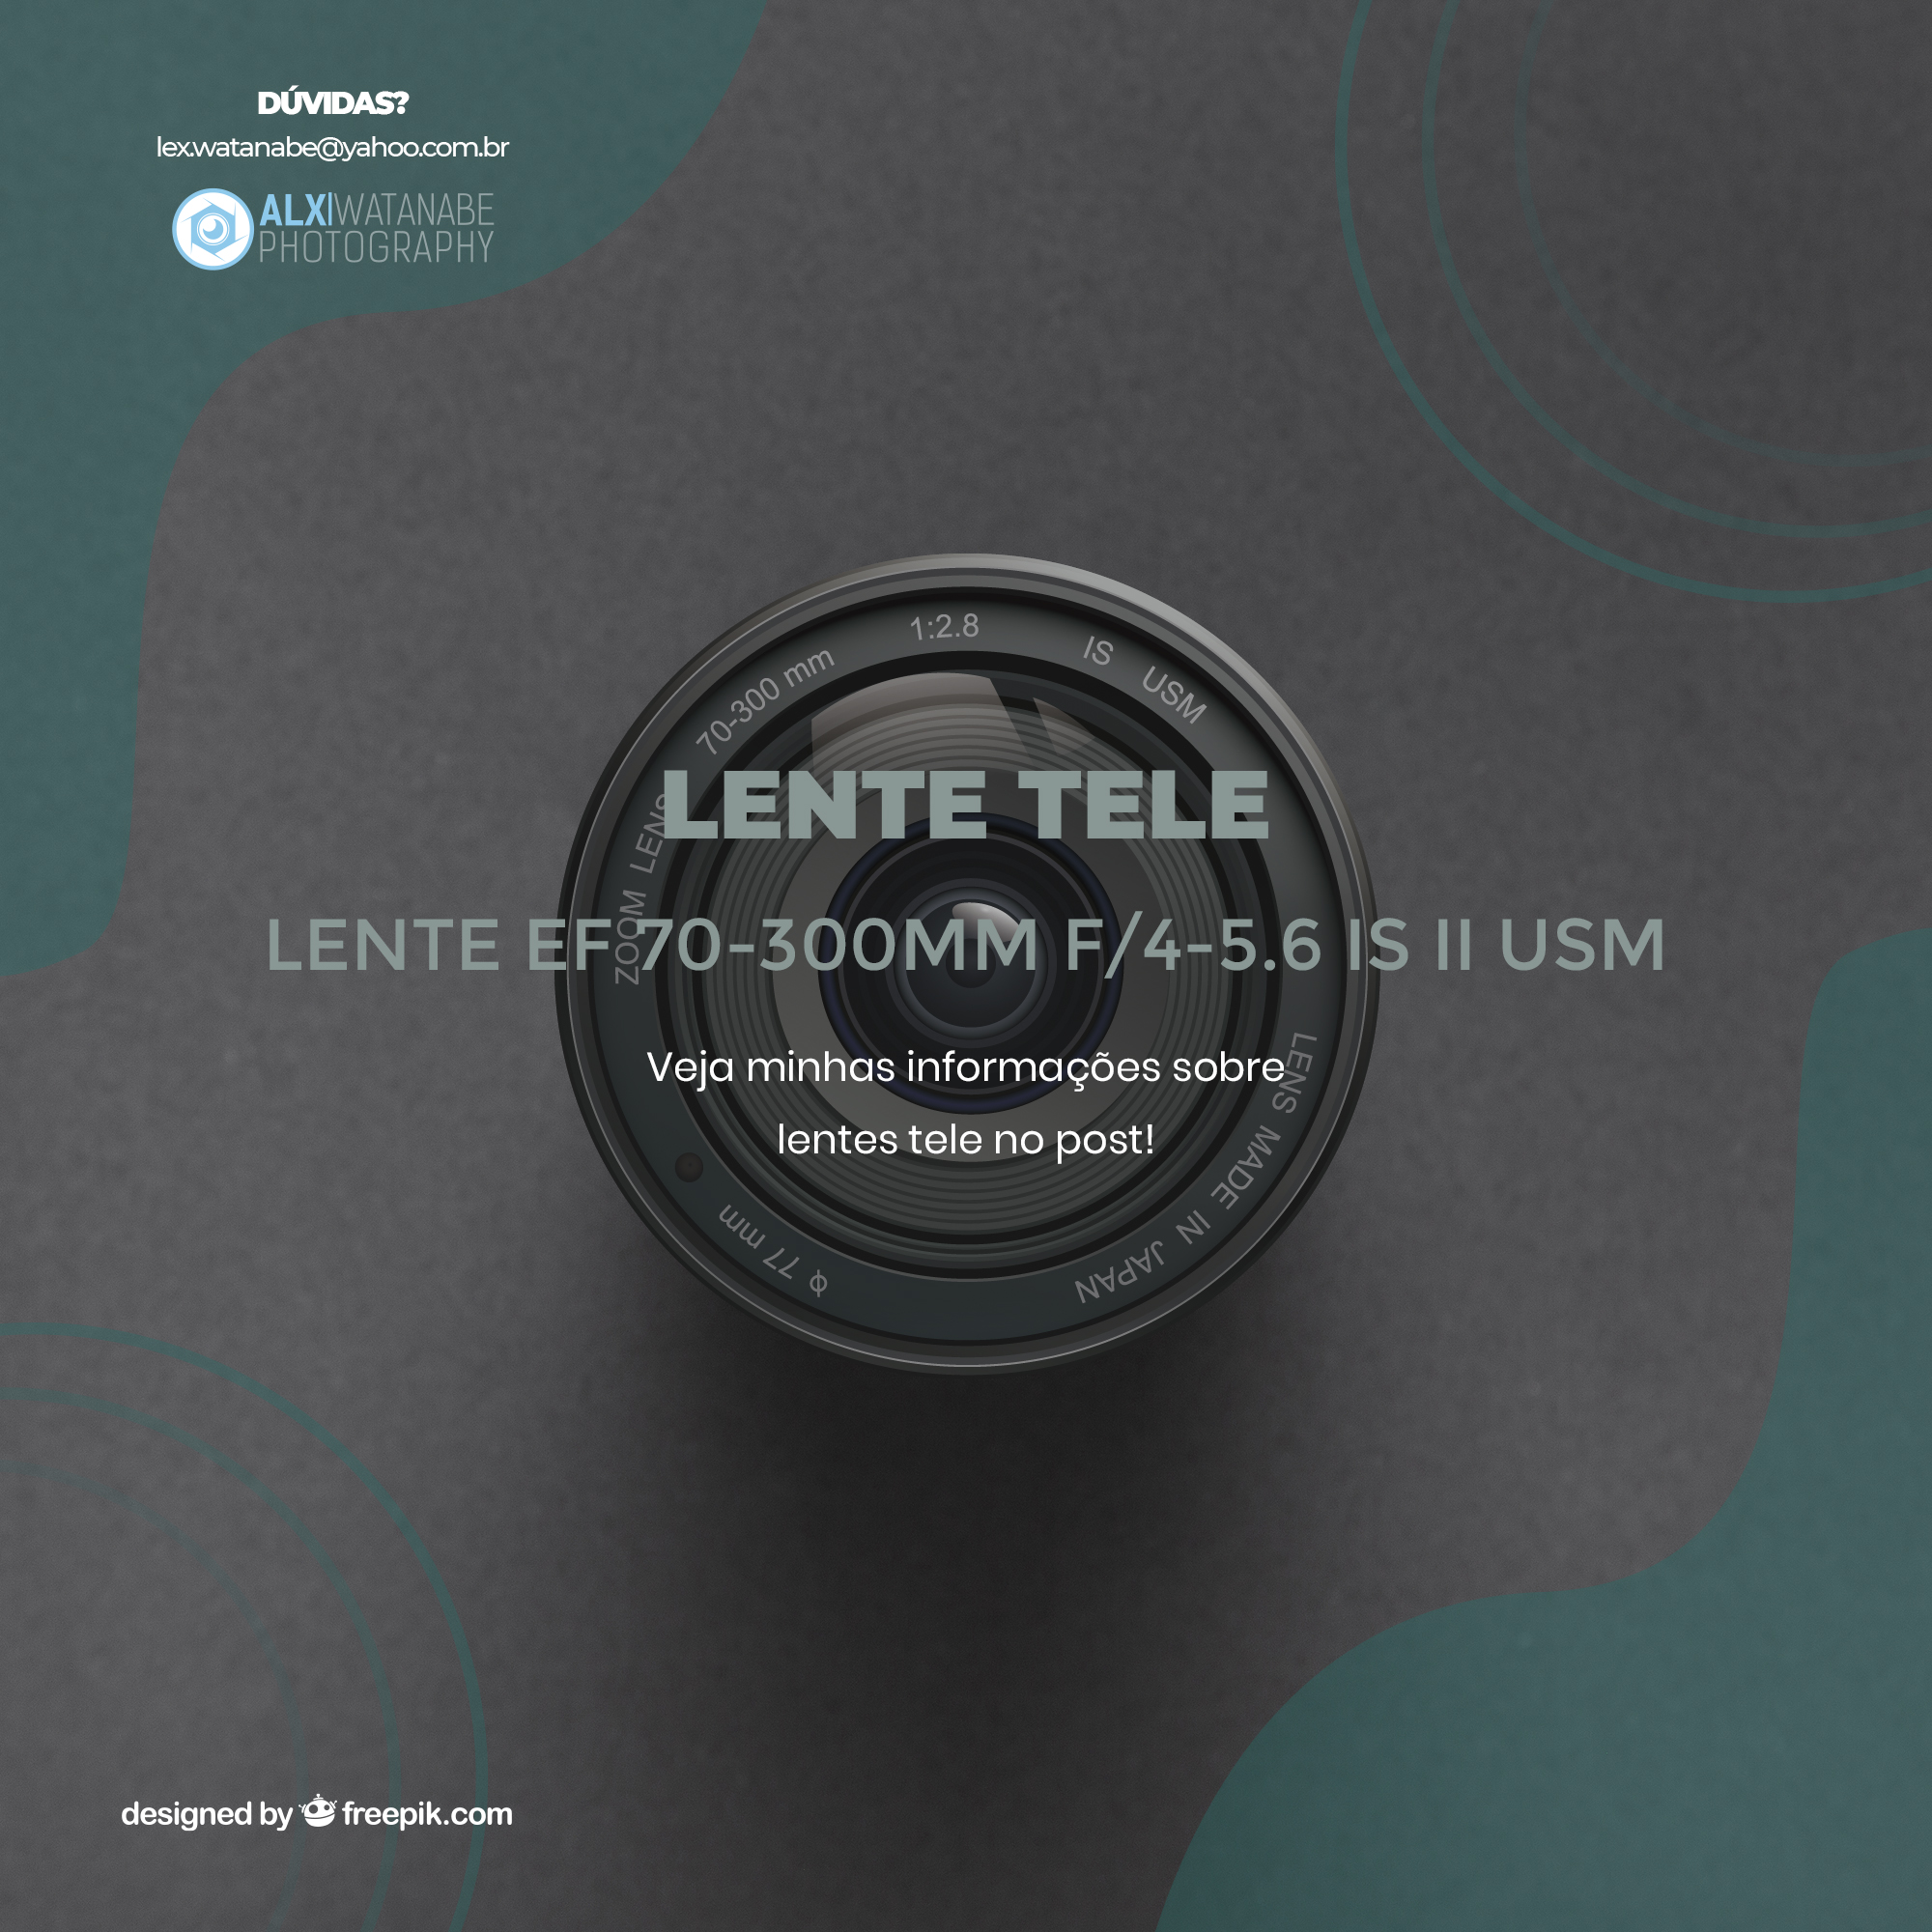 DÚVIDAS?
lex.watanabe@yahoo.com.br
ALX|WATANABE
PHOTOGRAPHY
70-300 mm
1:2.8
IS USM
ZOOM LENS
LENTE TELE
LENTE EF 70-300MM F/4-5.6 IS II USM
Veja minhas informações sobre
lentes tele no post!
LENS MADE IN JAPAN
ϕ 77 mm
designed by freepik.com